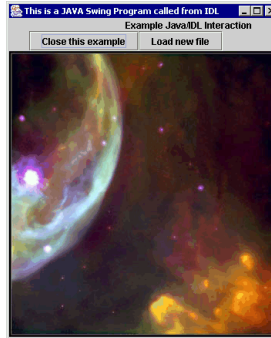 This is a JAVA Swing Program called from IDL
Example Java/IDL Interaction
Close this example Load new file